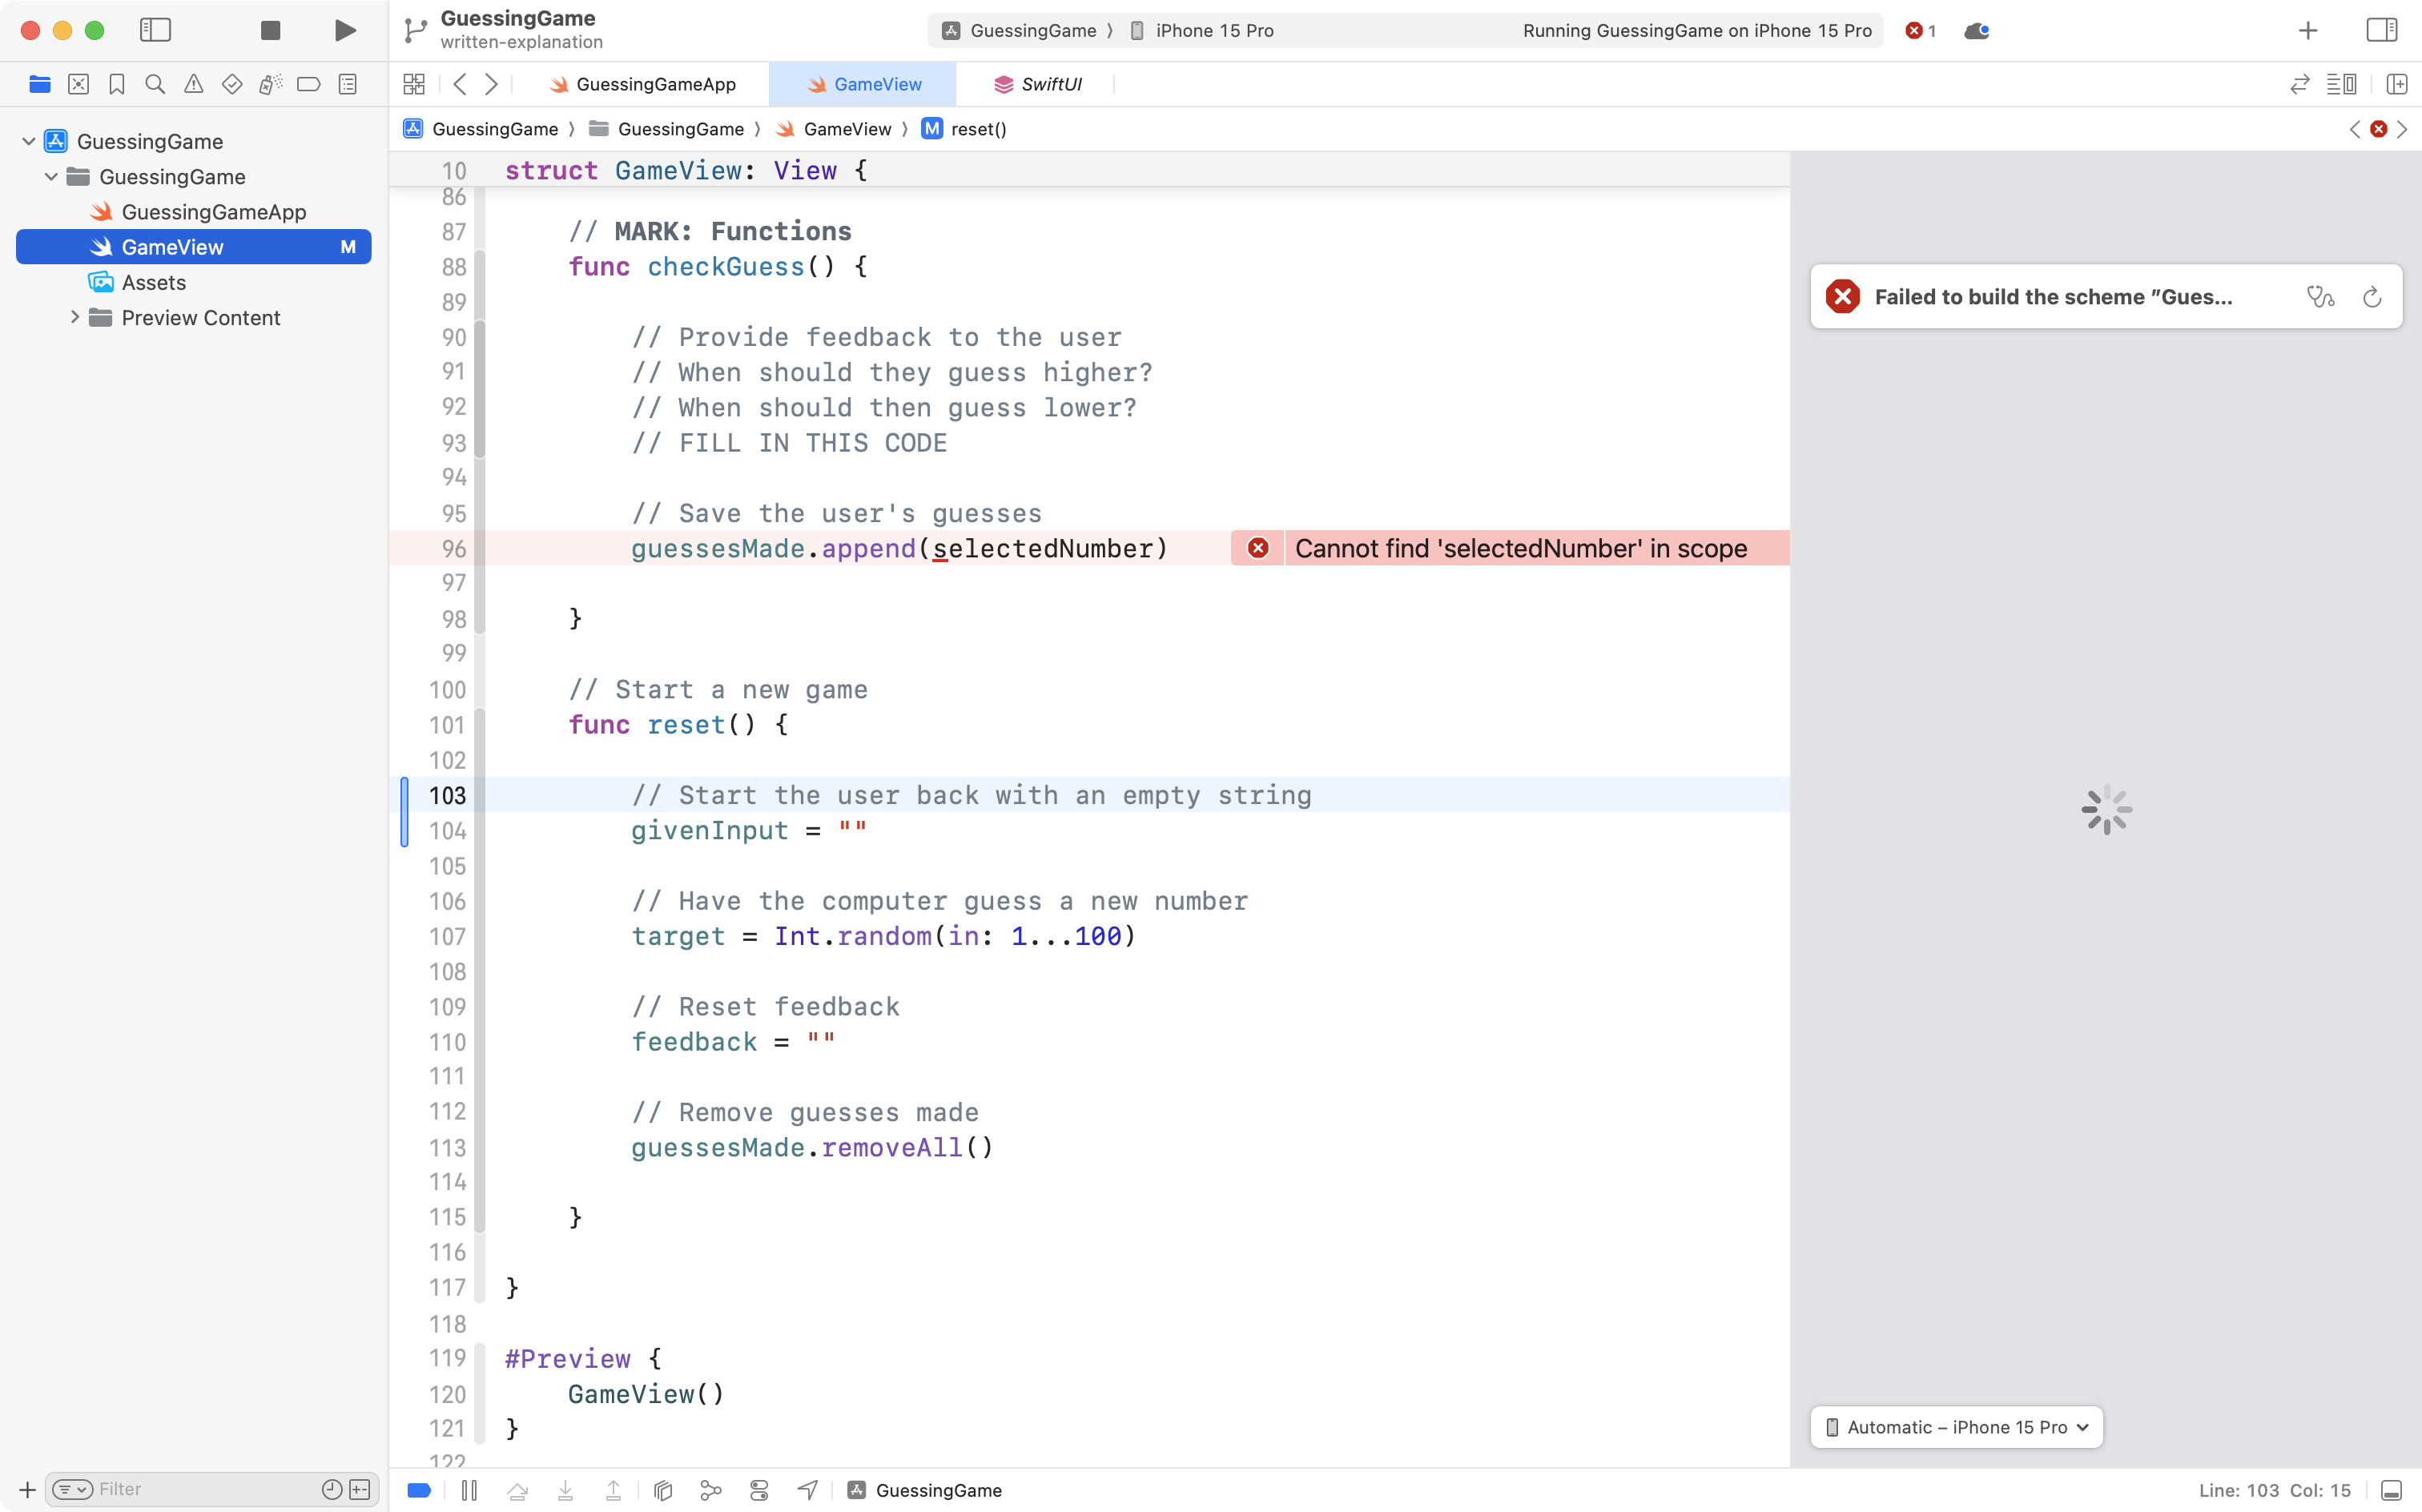 GuessingGame
written-explanation
GuessingGame
iPhone 15 Pro
Running GuessingGame on iPhone 15 Pro
1
GuessingGameApp
GameView
SwiftUI
GuessingGame
GuessingGame
GameView
M
reset()
GuessingGame
GuessingGame
GuessingGameApp
GameView
M
Assets
Preview Content
10 struct GameView: View {
86
87 // MARK: Functions
88 func checkGuess() {
89
90 // Provide feedback to the user
91 // When should they guess higher?
92 // When should then guess lower?
93 // FILL IN THIS CODE
94
95 // Save the user's guesses
96 guessesMade.append(selectedNumber) Cannot find 'selectedNumber' in scope
97
98 }
99
100 // Start a new game
101 func reset() {
102
103 // Start the user back with an empty string
104 givenInput = ""
105
106 // Have the computer guess a new number
107 target = Int.random(in: 1...100)
108
109 // Reset feedback
110 feedback = ""
111
112 // Remove guesses made
113 guessesMade.removeAll()
114
115 }
116
117 }
118
119 #Preview {
120 GameView()
121 }
122
Failed to build the scheme "Gues...
Automatic – iPhone 15 Pro
Filter
GuessingGame
Line: 103 Col: 15